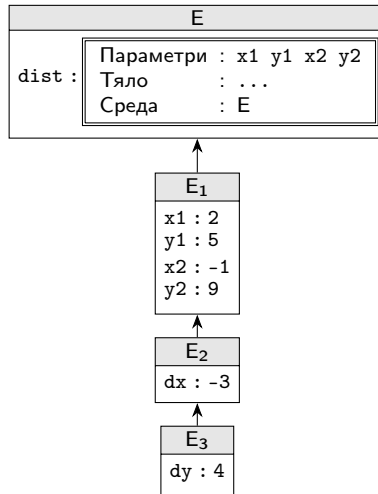 E
dist : Параметри : x1 y1 x2 y2
Тяло : ...
Среда : E
E₁
x1 : 2
y1 : 5
x2 : -1
y2 : 9
E₂
dx : -3
E₃
dy : 4